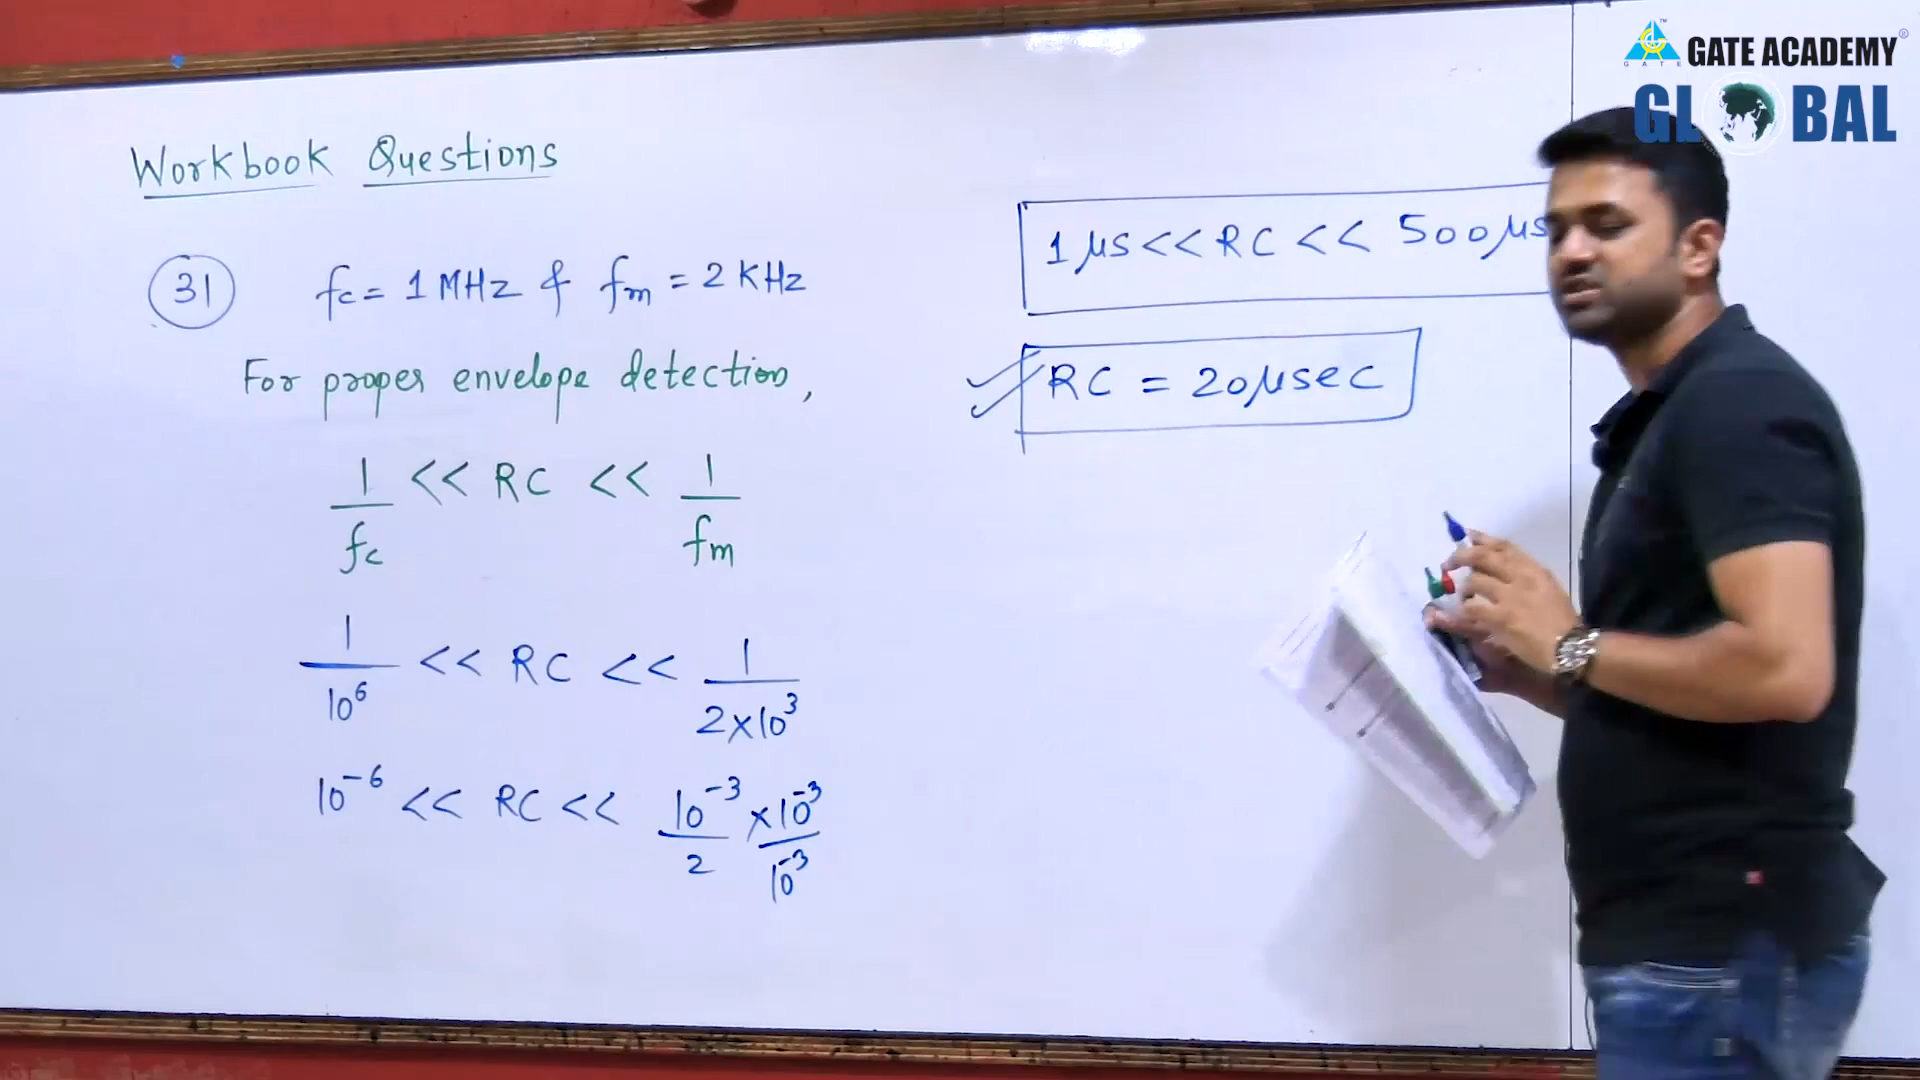 GATE ACADEMY
GLOBAL
GATE
Workbook Questions
31 fc = 1 MHz & fm = 2 KHz
For proper envelope detection,
1/fc << RC << 1/fm
1/10⁶ << RC << 1/2×10³
10⁻⁶ << RC << 10⁻³/2 × 10⁻³/10⁻³
1 μs << RC << 500 μs
RC = 20 μsec